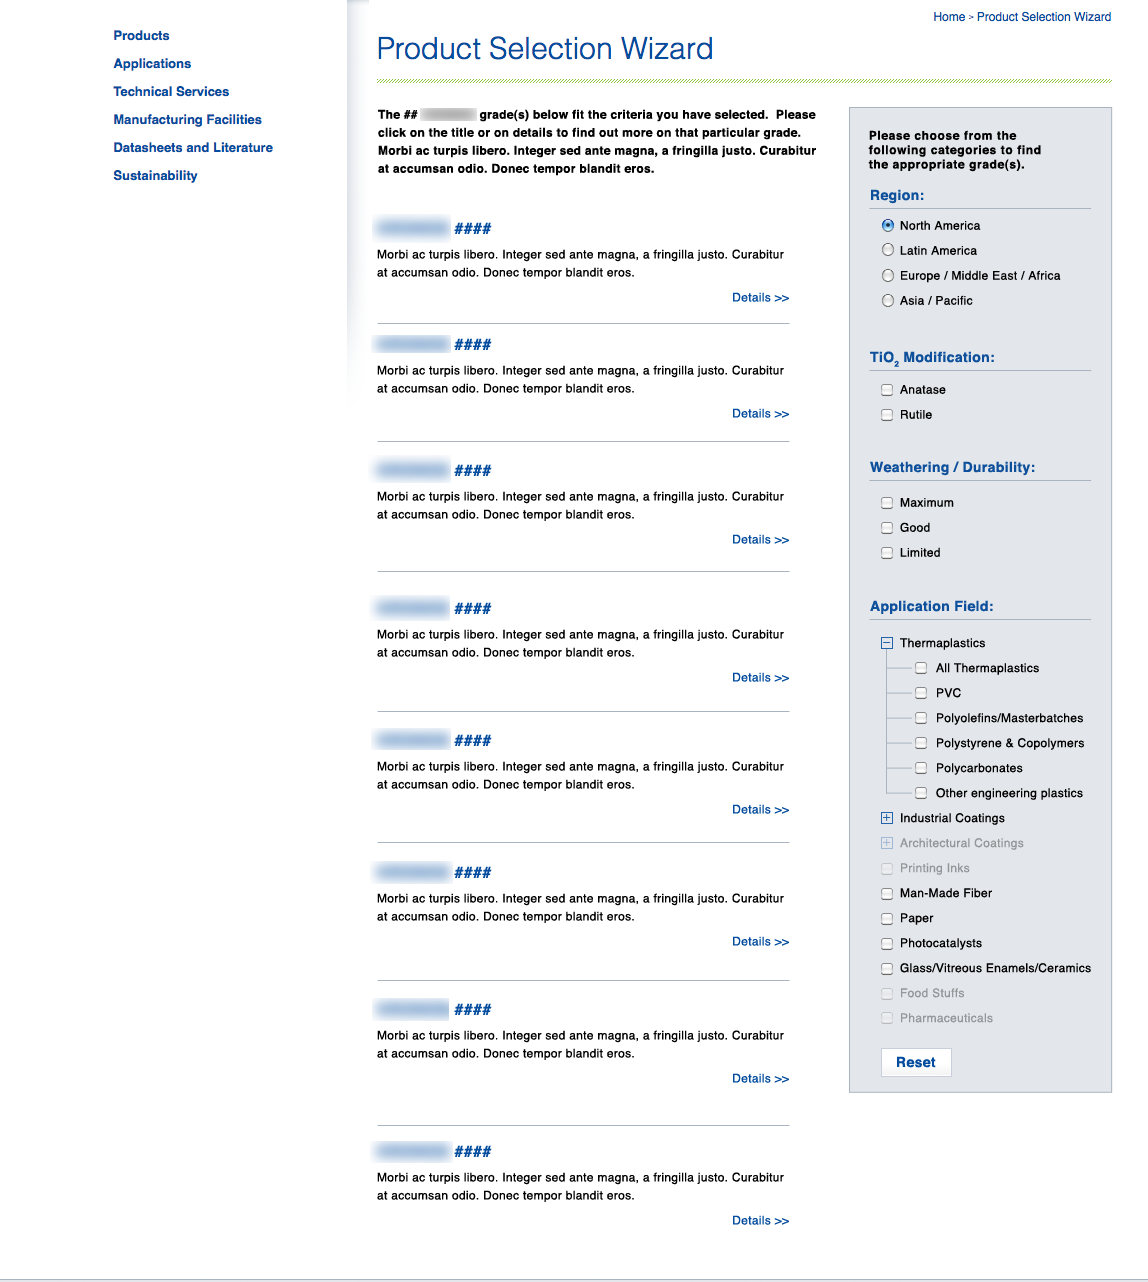 Home > Product Selection Wizard
Products
Applications
Technical Services
Manufacturing Facilities
Datasheets and Literature
Sustainability
Product Selection Wizard
The ## grade(s) below fit the criteria you have selected. Please
click on the title or on details to find out more on that particular grade.
Morbi ac turpis libero. Integer sed ante magna, a fringilla justo. Curabitur
at accumsan odio. Donec tempor blandit eros.
####
Morbi ac turpis libero. Integer sed ante magna, a fringilla justo. Curabitur
at accumsan odio. Donec tempor blandit eros.
Details >>
####
Morbi ac turpis libero. Integer sed ante magna, a fringilla justo. Curabitur
at accumsan odio. Donec tempor blandit eros.
Details >>
####
Morbi ac turpis libero. Integer sed ante magna, a fringilla justo. Curabitur
at accumsan odio. Donec tempor blandit eros.
Details >>
####
Morbi ac turpis libero. Integer sed ante magna, a fringilla justo. Curabitur
at accumsan odio. Donec tempor blandit eros.
Details >>
####
Morbi ac turpis libero. Integer sed ante magna, a fringilla justo. Curabitur
at accumsan odio. Donec tempor blandit eros.
Details >>
####
Morbi ac turpis libero. Integer sed ante magna, a fringilla justo. Curabitur
at accumsan odio. Donec tempor blandit eros.
Details >>
####
Morbi ac turpis libero. Integer sed ante magna, a fringilla justo. Curabitur
at accumsan odio. Donec tempor blandit eros.
Details >>
####
Morbi ac turpis libero. Integer sed ante magna, a fringilla justo. Curabitur
at accumsan odio. Donec tempor blandit eros.
Details >>
Please choose from the
following categories to find
the appropriate grade(s).
Region:
North America
Latin America
Europe / Middle East / Africa
Asia / Pacific
TiO₂ Modification:
Anatase
Rutile
Weathering / Durability:
Maximum
Good
Limited
Application Field:
Thermaplastics
All Thermaplastics
PVC
Polyolefins/Masterbatches
Polystyrene & Copolymers
Polycarbonates
Other engineering plastics
Industrial Coatings
Architectural Coatings
Printing Inks
Man-Made Fiber
Paper
Photocatalysts
Glass/Vitreous Enamels/Ceramics
Food Stuffs
Pharmaceuticals
Reset